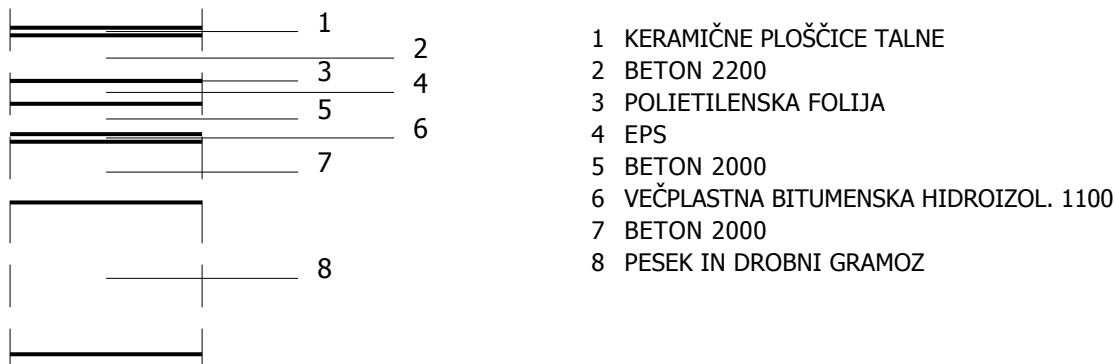 1
2
3
4
5
6
7
8
1 KERAMIČNE PLOŠČICE TALNE
2 BETON 2200
3 POLIETILENSKA FOLIJA
4 EPS
5 BETON 2000
6 VEČPLASTNA BITUMENSKA HIDROIZOL. 1100
7 BETON 2000
8 PESEK IN DROBNI GRAMOZ